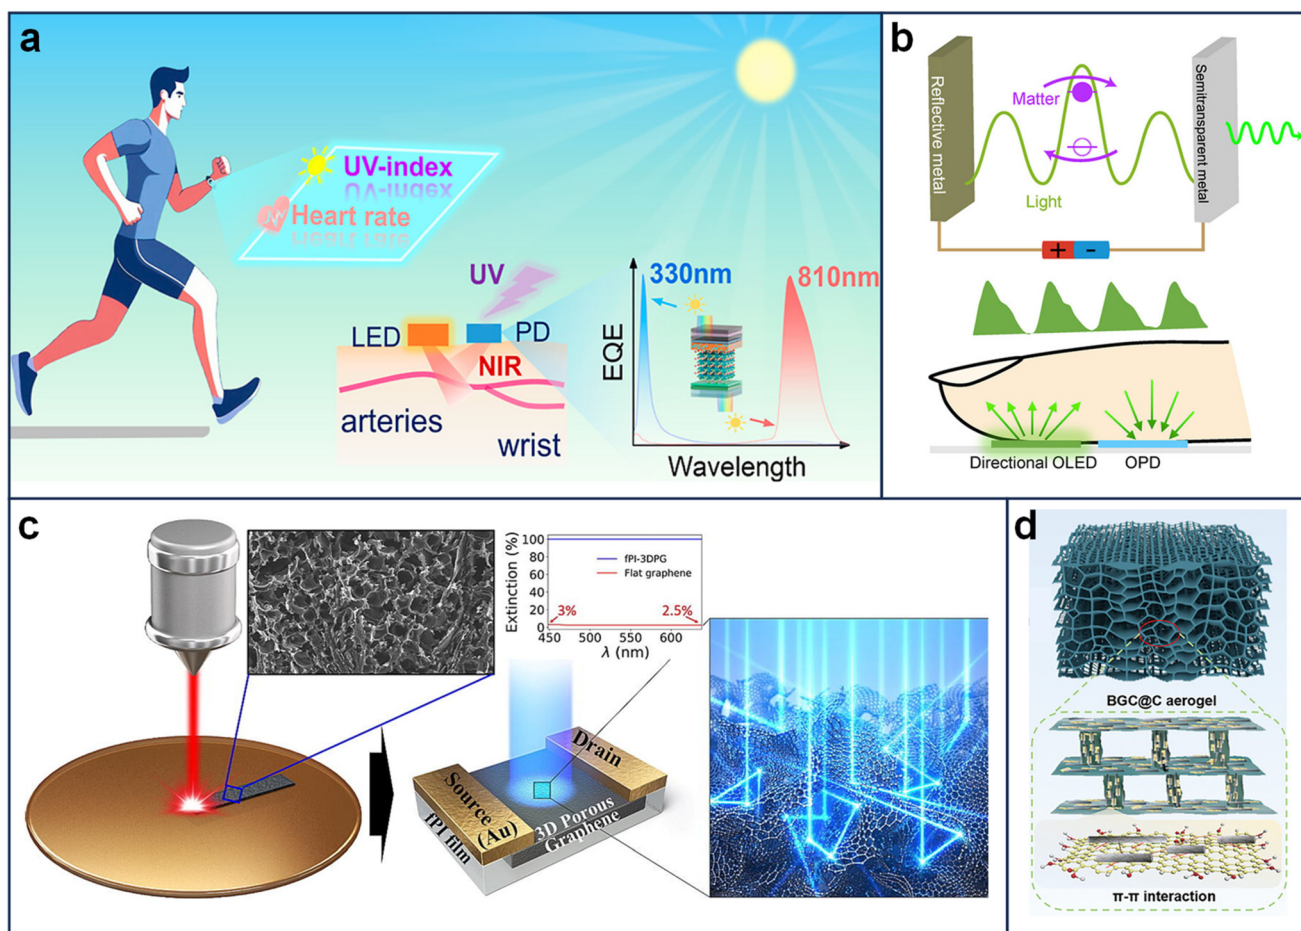 a
UV-index
Heart rate
UV
LED
PD
NIR
arteries
wrist
330nm
810nm
EQE
Wavelength
b
Reflective metal
Matter
Light
Semitransparent metal
+
-
Directional OLED
OPD
c
Extinction (%)
100
80
60
40
20
0
fPI-3DPG
Flat graphene
3%
2.5%
450
500
550
600
λ (nm)
Source
(Au)
Drain
fPI film
3D Porous
Graphene
d
BGC@C aerogel
π-π interaction